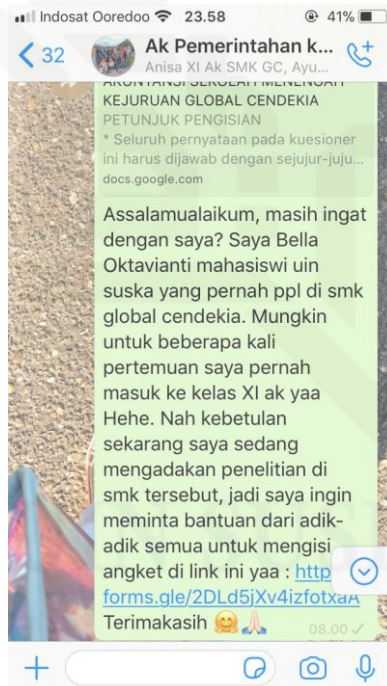 Indosat Ooredoo 23.58 41%
32 Ak Pemerintahan k...
Anisa XI Ak SMK GC, Ayu...
AKUNTANSI SEKOLAH MENENGAH
KEJURUAN GLOBAL CENDEKIA
PETUNJUK PENGISIAN
* Seluruh pernyataan pada kuesioner
ini harus dijawab dengan sejujur-juju...
docs.google.com
Assalamualaikum, masih ingat
dengan saya? Saya Bella
Oktavianti mahasiswi uin
suska yang pernah ppl di smk
global cendekia. Mungkin
untuk beberapa kali
pertemuan saya pernah
masuk ke kelas XI ak yaa
Hehe. Nah kebetulan
sekarang saya sedang
mengadakan penelitian di
smk tersebut, jadi saya ingin
meminta bantuan dari adik-
adik semua untuk mengisi
angket di link ini yaa : http
forms.gle/2DLd5jXv4izfotxaA
Terimakasih 🤗🙏 08.00 ✓